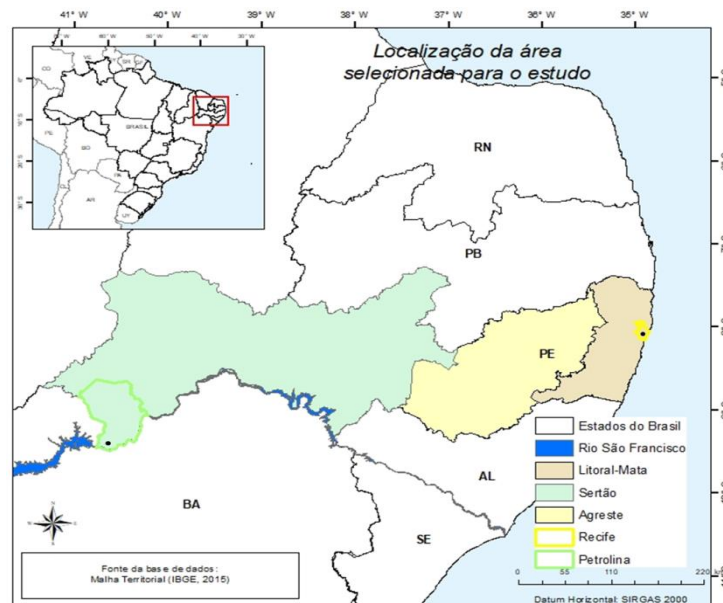 41° W 40° W 39° W 38° W 37° W 36° W 35° W
Localização da área
selecionada para o estudo
BRASIL
RN
PB
PE
AL
SE
BA
Estados do Brasil
Rio São Francisco
Litoral-Mata
Sertão
Agreste
Recife
Petrolina
Fonte da base de dados:
Malha Territorial (IBGE, 2015)
0 55 110 220
Datum Horizontal: SIRGAS 2000